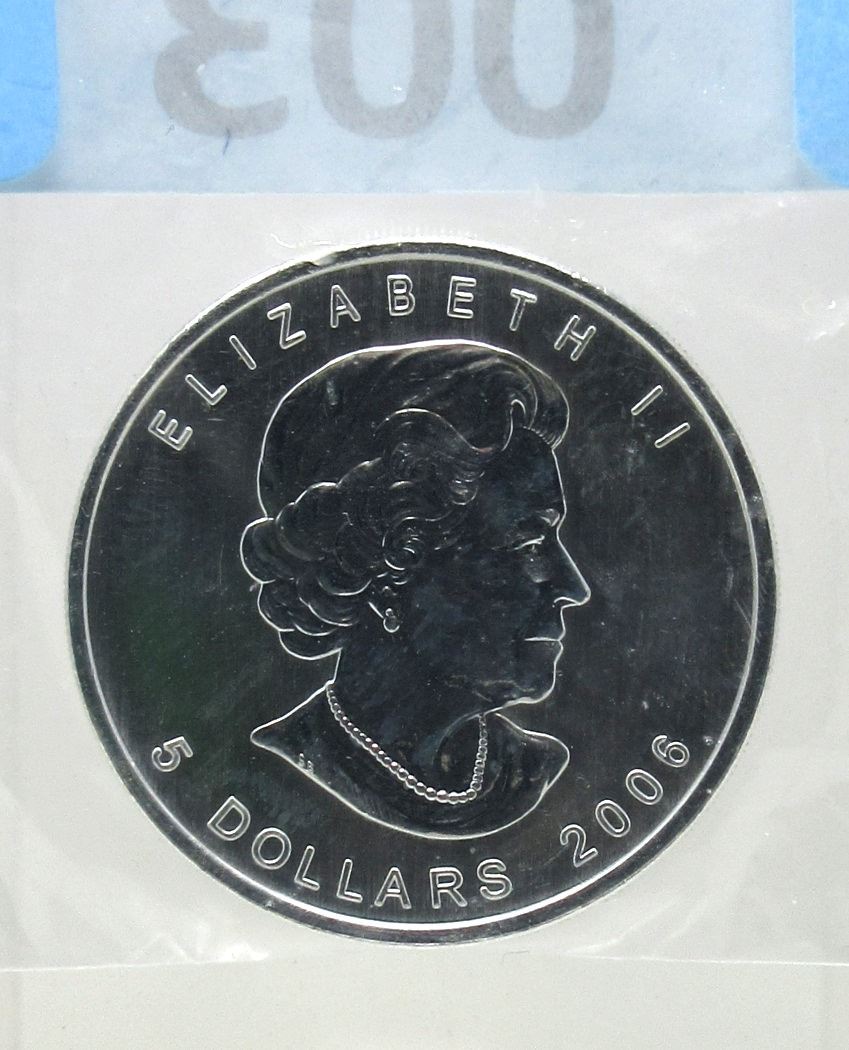 003
ELIZABETH II
5 DOLLARS 2006